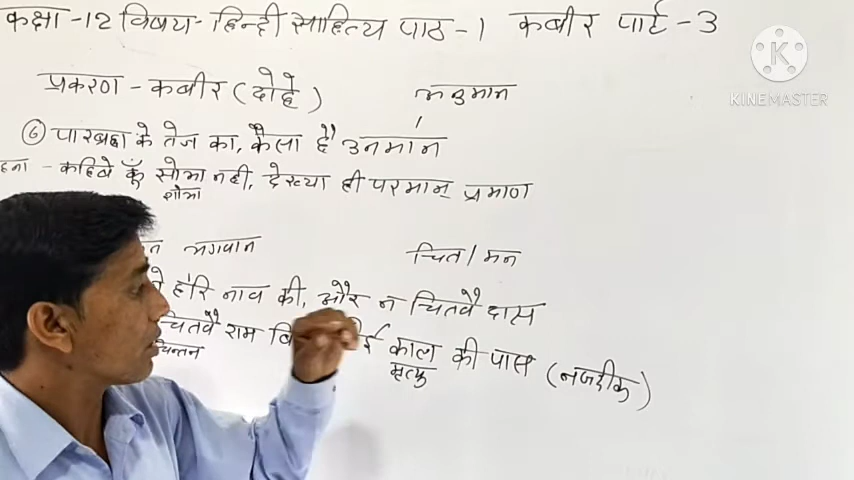 कक्षा -12 विषय- हिन्दी साहित्य पाठ -1 कबीर पार्ट -3
KINEMASTER
प्रकरण - कबीर (दोहे)
अनुमान
6 पारब्रह्म के तेज का, कैसा है उनमान
कहिबे कूँ सोभा नहीं, देख्या ही परमान् प्रमाण
शोभा
भगवान
चित / मन
हरि नाव की, और न चितवै दास
चितवै राम
काल की पास (नजदीक)
चिन्तन
मृत्यु